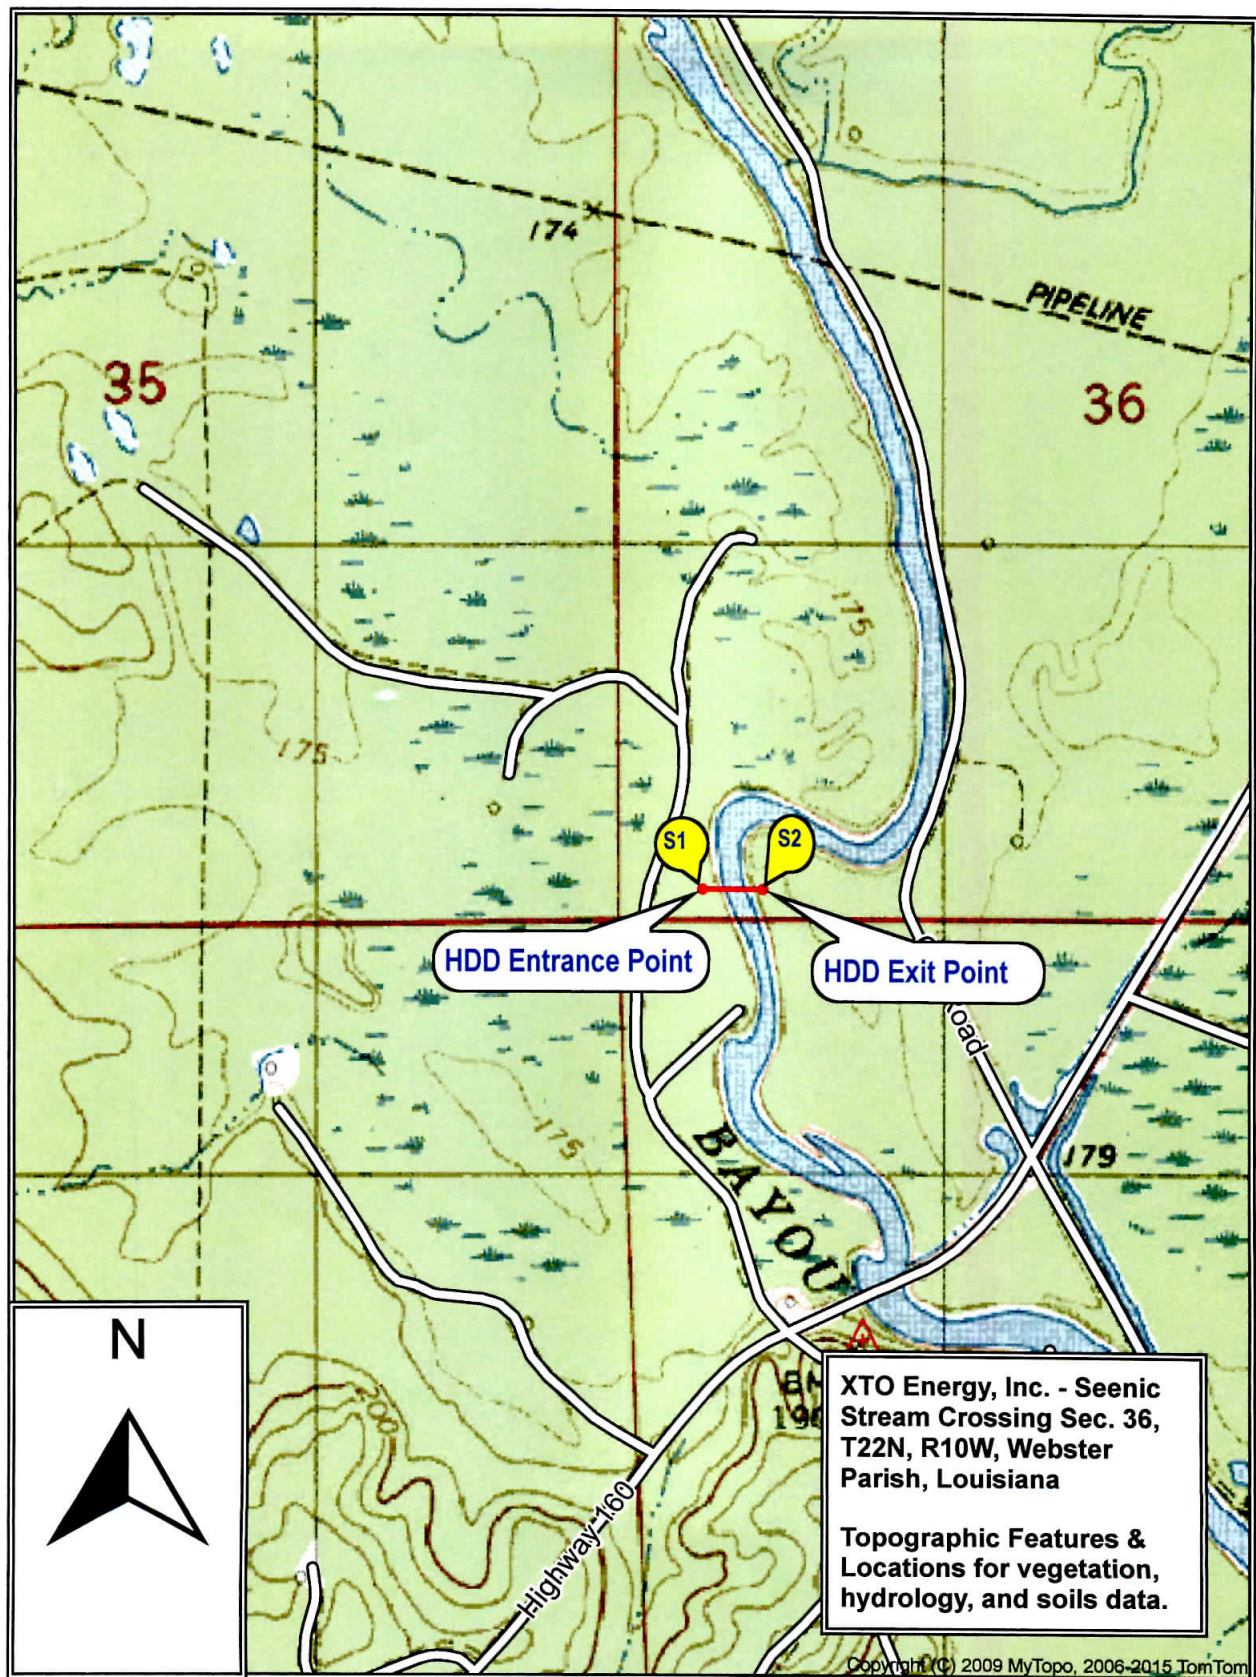 174
PIPELINE
35
36
175
175
S1
S2
HDD Entrance Point
HDD Exit Point
Road
175
BAYOU
179
N
BM
XTO Energy, Inc. - Seenic
Stream Crossing Sec. 36,
T22N, R10W, Webster
Parish, Louisiana
Topographic Features &
Locations for vegetation,
hydrology, and soils data.
Highway 160
Copyright (C) 2009 MyTopo, 2006-2015 TomTom